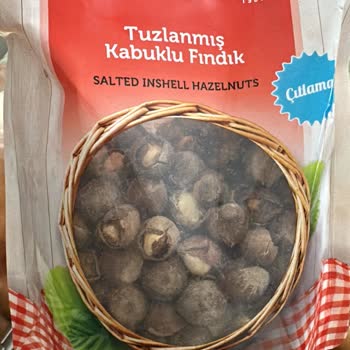 Tuzlanmış
Kabuklu Fındık
SALTED INSHELL HAZELNUTS
Çıtlama